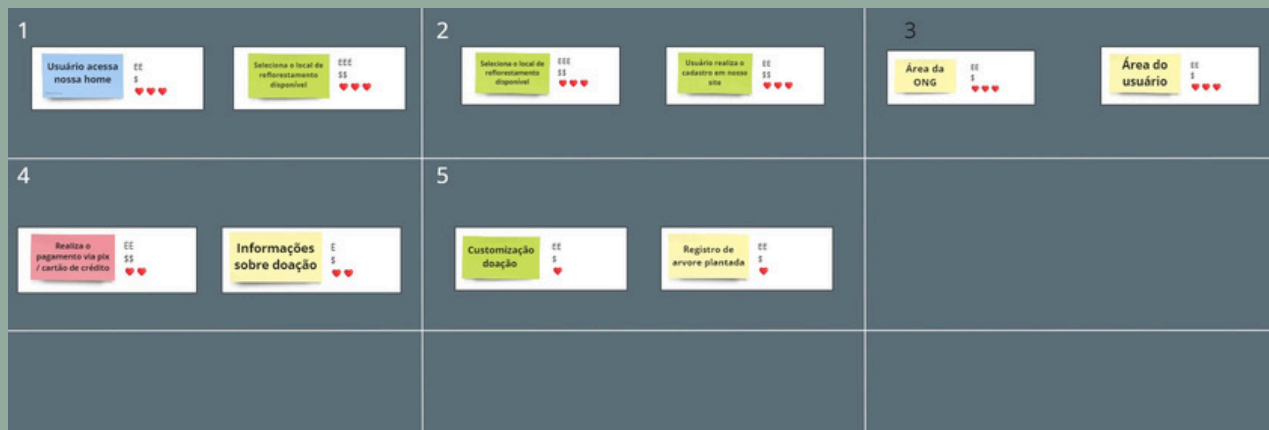 1
Usuário acessa
nossa home
EE
$
Seleciona o local de
reflorestamento
disponível
EEE
$$
2
Seleciona o local de
reflorestamento
disponível
EEE
$$
Usuário realiza o
cadastro em nosso
site
EE
$$
3
Área da
ONG
EE
$
Área do
usuário
EE
$
4
Realiza o
pagamento via pix
/ cartão de crédito
EE
$$
Informações
sobre doação
E
$
5
Customização
doação
EE
$
Registro de
arvore plantada
EE
$